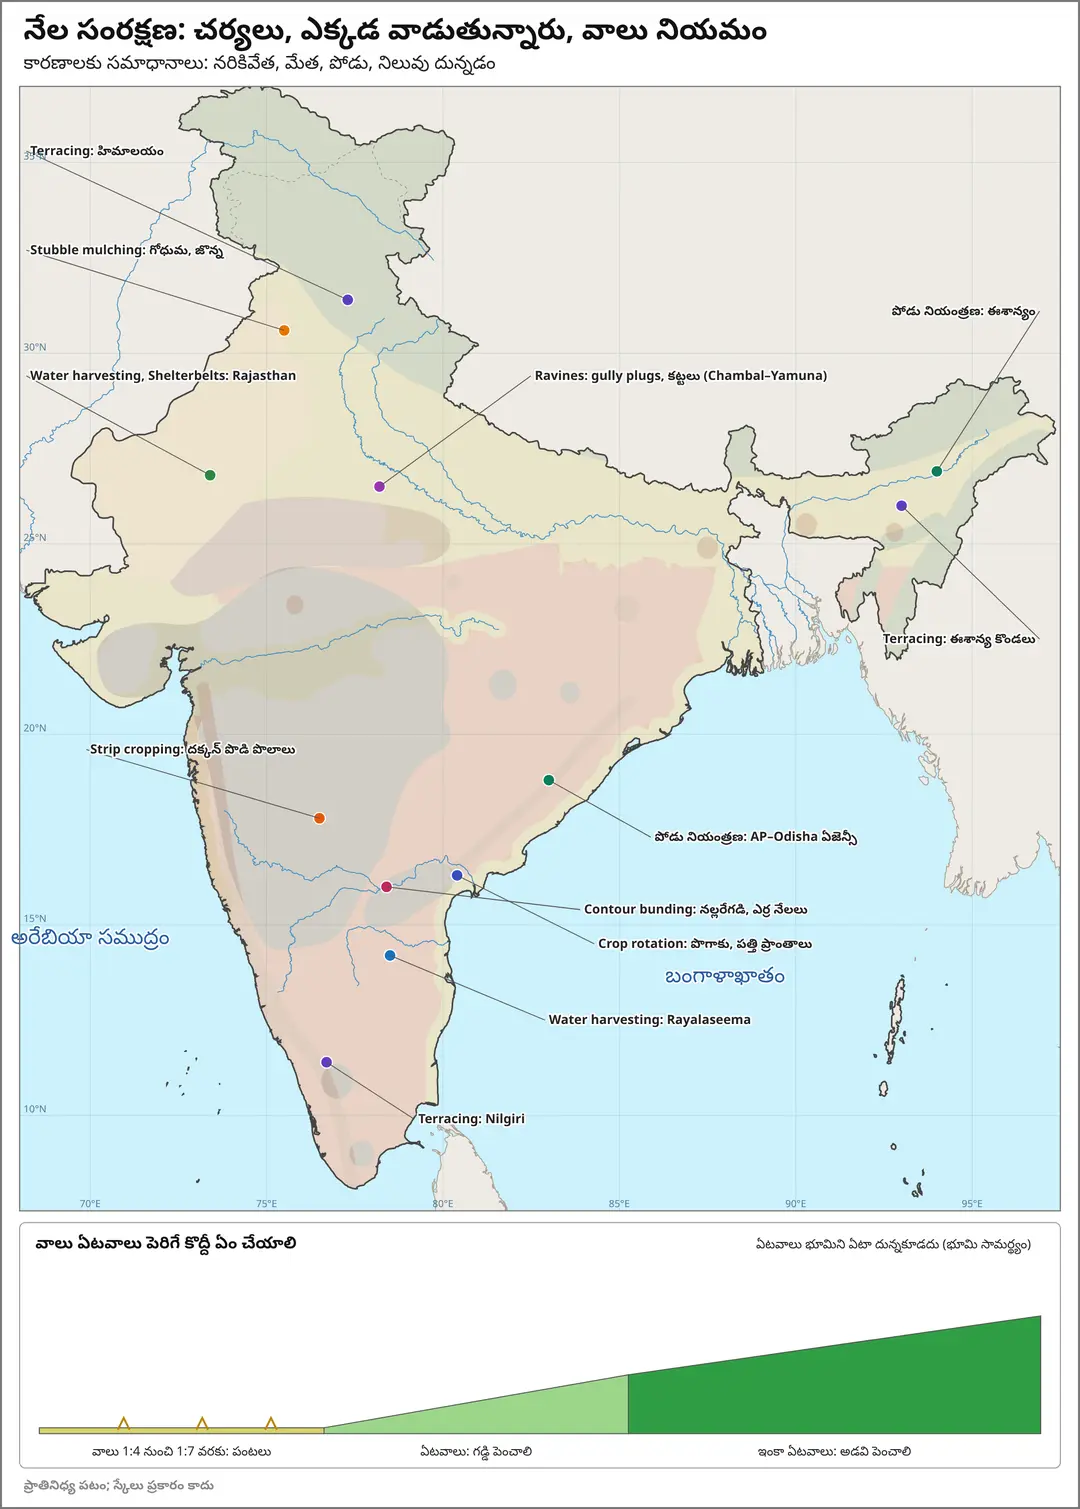 నేల సంరక్షణ: చర్యలు, ఎక్కడ వాడుతున్నారు, వాలు నియమం
కారణాలకు సమాధానాలు: నరికివేత, మేత, పోడు, నిలువు దున్నడం
Terracing: హిమాలయం
35°N
Stubble mulching: గోధుమ, జొన్న
పోడు నియంత్రణ: ఈశాన్యం
30°N
Water harvesting, Shelterbelts: Rajasthan
Ravines: gully plugs, కట్టలు (Chambal–Yamuna)
25°N
Terracing: ఈశాన్య కొండలు
20°N
Strip cropping: దక్కన్ పొడి పొలాలు
పోడు నియంత్రణ: AP–Odisha ఏజెన్సీ
Contour bunding: నల్లరేగడి, ఎర్ర నేలలు
15°N
అరేబియా సముద్రం
Crop rotation: పొగాకు, పత్తి ప్రాంతాలు
బంగాళాఖాతం
Water harvesting: Rayalaseema
10°N
Terracing: Nilgiri
70°E 75°E 80°E 85°E 90°E 95°E
వాలు ఏటవాలు పెరిగే కొద్దీ ఏం చేయాలి
ఏటవాలు భూమిని ఏటా దున్నకూడదు (భూమి సామర్థ్యం)
వాలు 1:4 నుంచి 1:7 వరకు: పంటలు
ఏటవాలు: గడ్డి పెంచాలి
ఇంకా ఏటవాలు: అడవి పెంచాలి
ప్రాతినిధ్య పటం; స్కేలు ప్రకారం కాదు